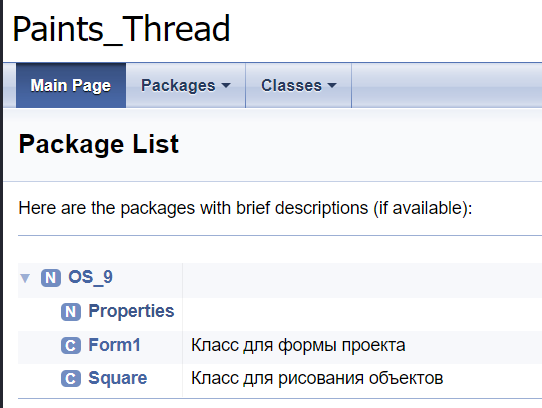 Paints_Thread
Main Page Packages Classes
Package List
Here are the packages with brief descriptions (if available):
N OS_9
N Properties
C Form1 Класс для формы проекта
C Square Класс для рисования объектов